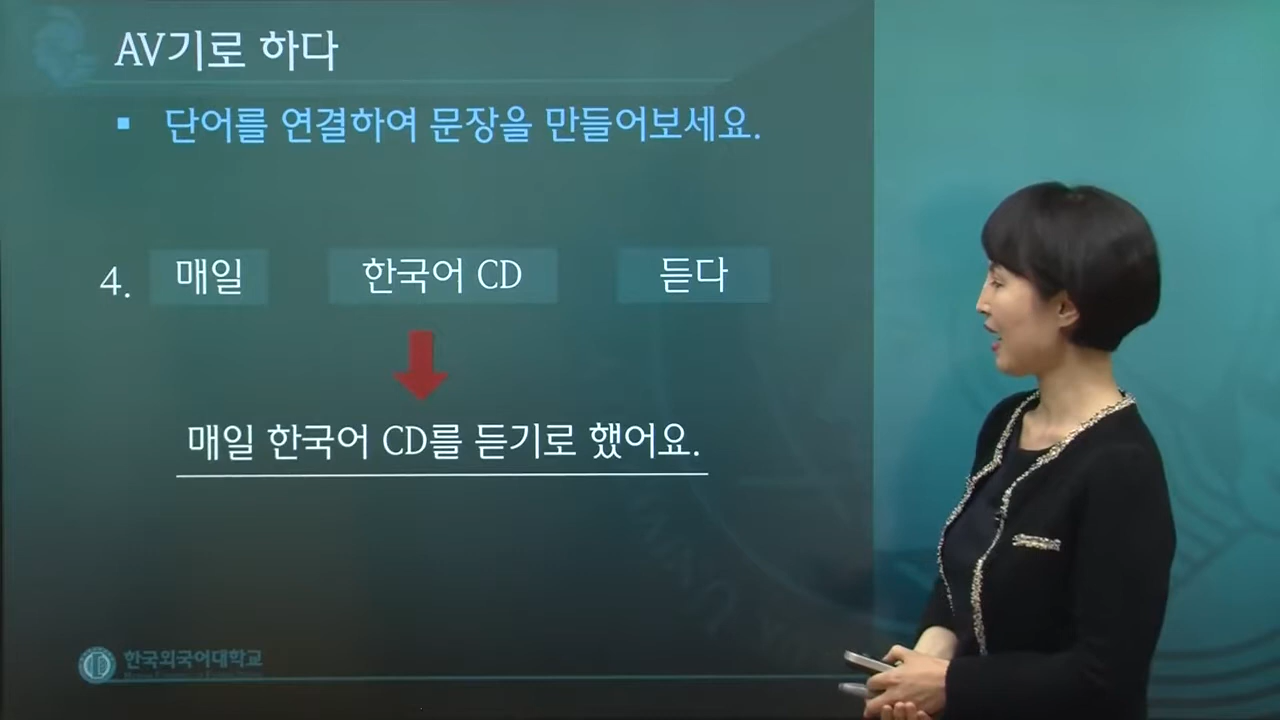 AV기로 하다
▪ 단어를 연결하여 문장을 만들어보세요.
4. 매일 한국어 CD 듣다
매일 한국어 CD를 듣기로 했어요.
한국외국어대학교